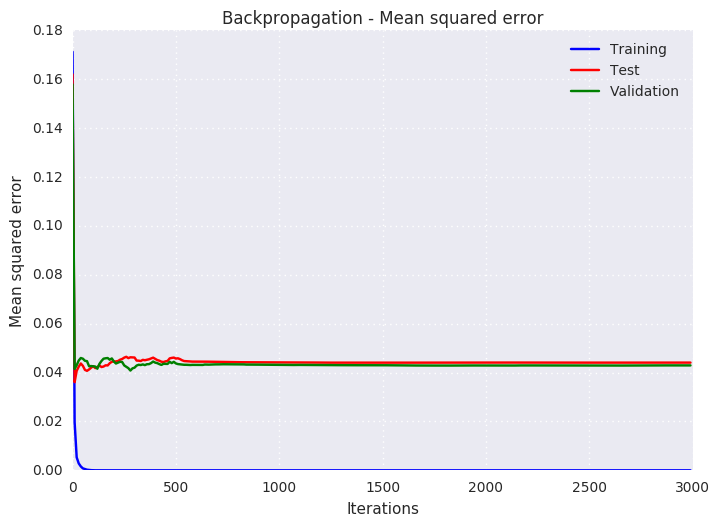 Backpropagation - Mean squared error
0.18
0.16
0.14
0.12
0.10
0.08
0.06
0.04
0.02
0.00
Mean squared error
Training
Test
Validation
0 500 1000 1500 2000 2500 3000
Iterations